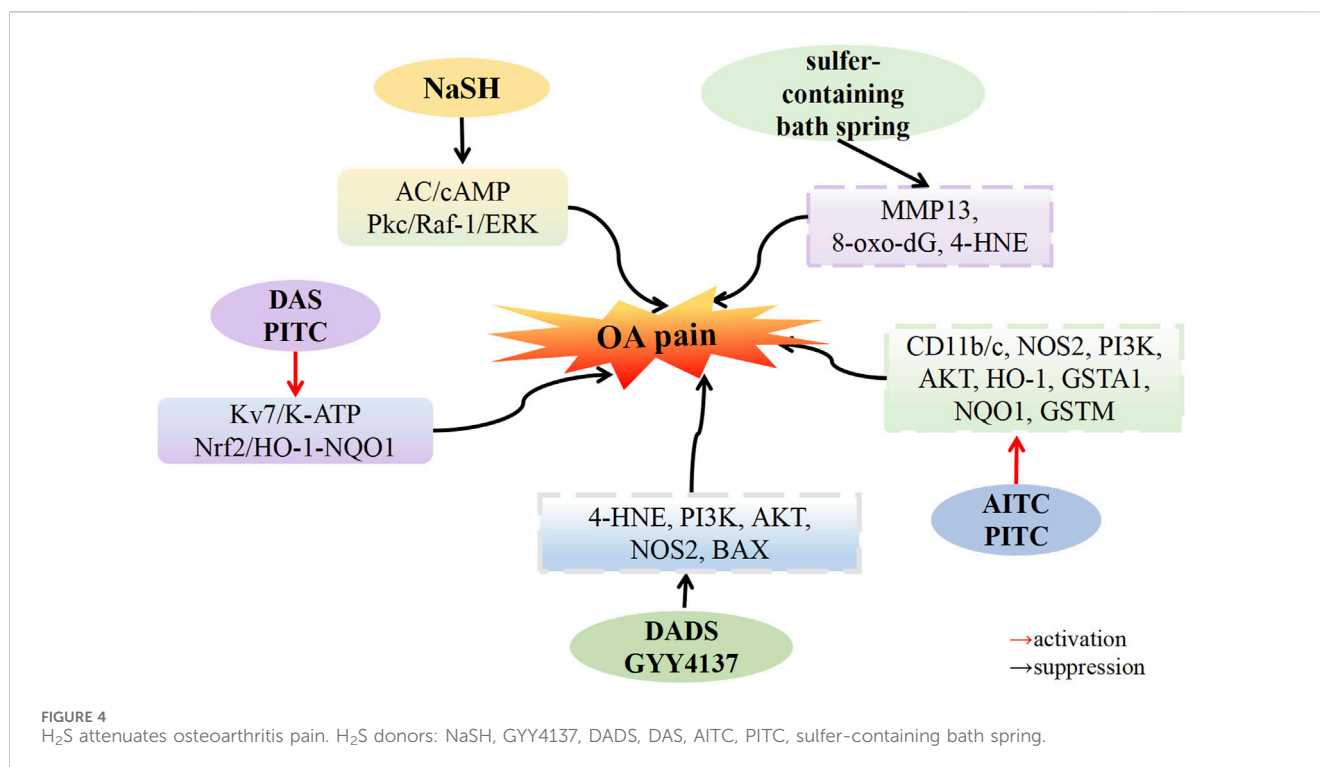 NaSH
sulfer-
containing
bath spring
AC/cAMP
Pkc/Raf-1/ERK
MMP13,
8-oxo-dG, 4-HNE
DAS
PITC
OA pain
CD11b/c, NOS2, PI3K,
AKT, HO-1, GSTA1,
NQO1, GSTM
Kv7/K-ATP
Nrf2/HO-1-NQO1
4-HNE, PI3K, AKT,
NOS2, BAX
AITC
PITC
DADS
GYY4137
→activation
→suppression
FIGURE 4
H₂S attenuates osteoarthritis pain. H₂S donors: NaSH, GYY4137, DADS, DAS, AITC, PITC, sulfer-containing bath spring.